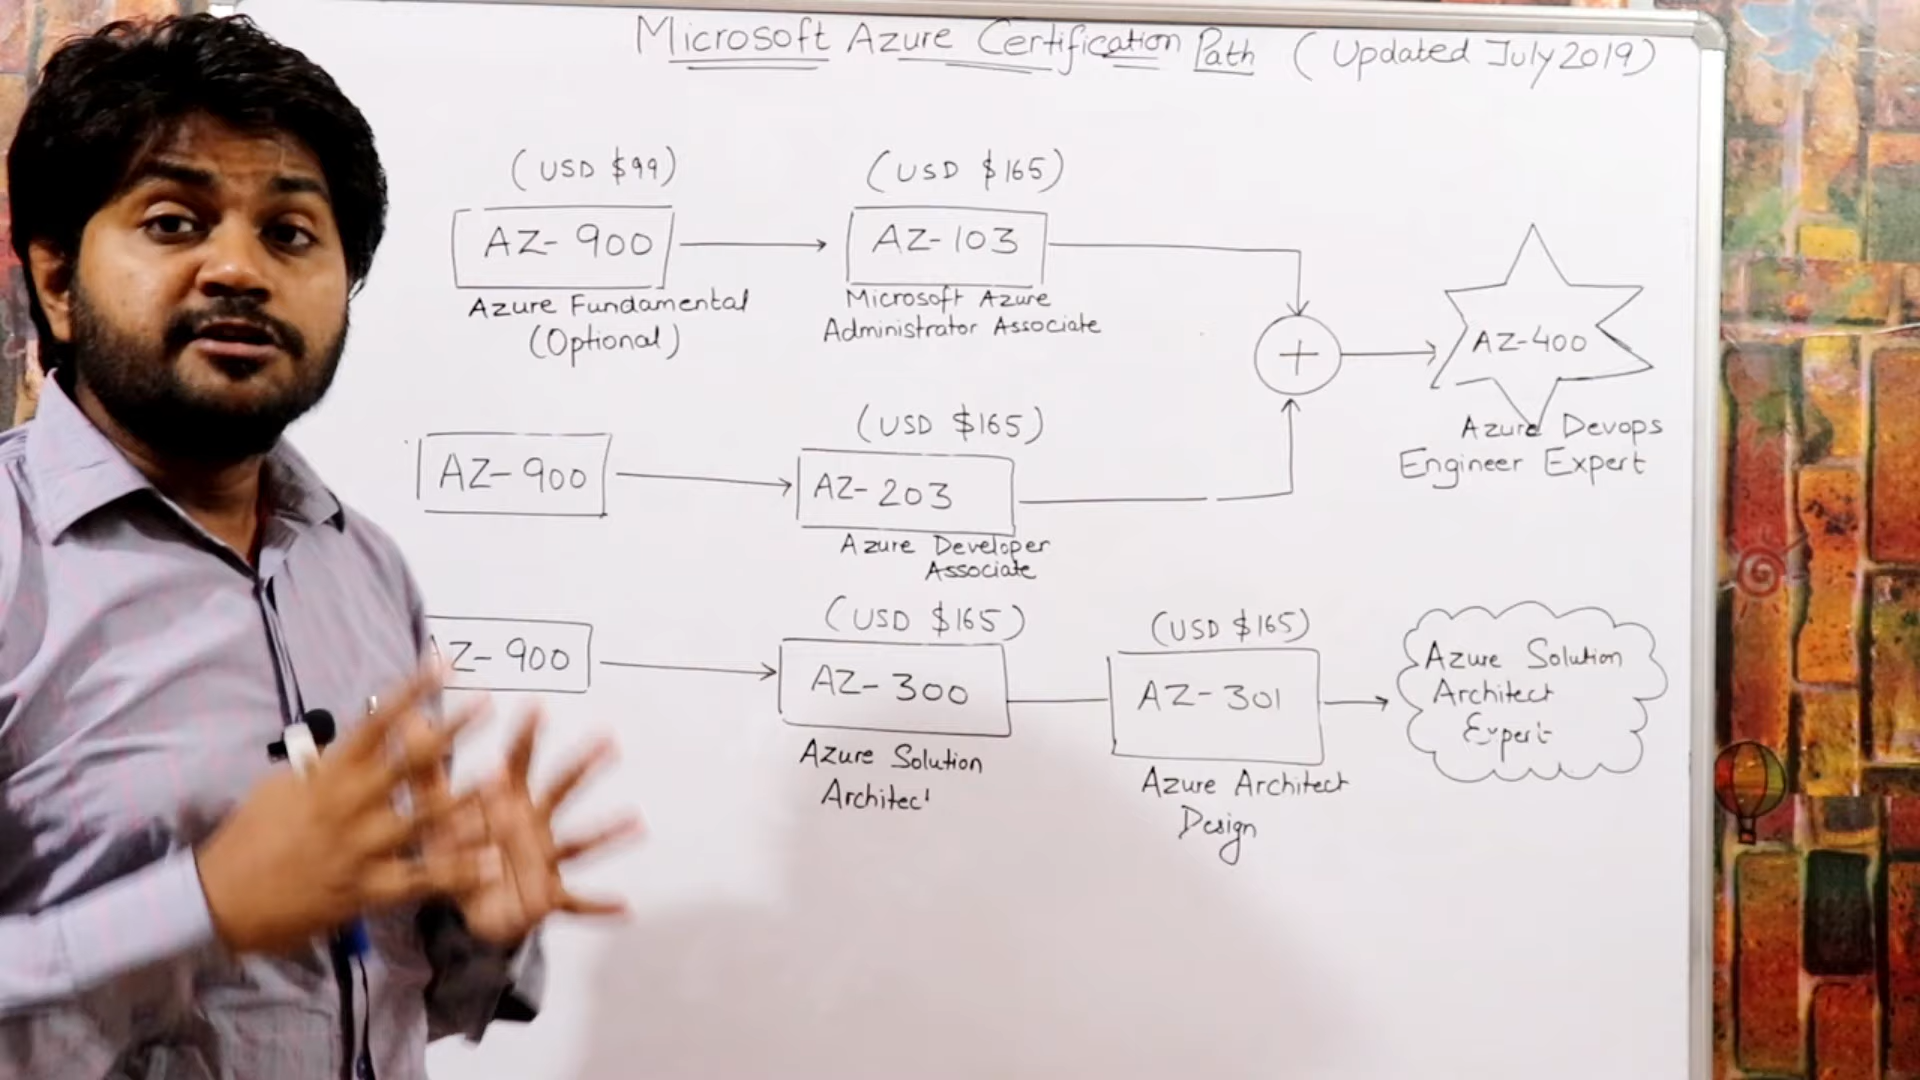 Microsoft Azure Certification Path (Updated July 2019)
(USD $99)
(USD $165)
AZ-900
AZ-103
Azure Fundamental
(Optional)
Microsoft Azure
Administrator Associate
+
AZ-400
Azure Devops
Engineer Expert
(USD $165)
AZ-900
AZ-203
Azure Developer
Associate
(USD $165)
(USD $165)
AZ-900
AZ-300
AZ-301
Azure Solution
Architect
Expert
Azure Solution
Architect
Azure Architect
Design